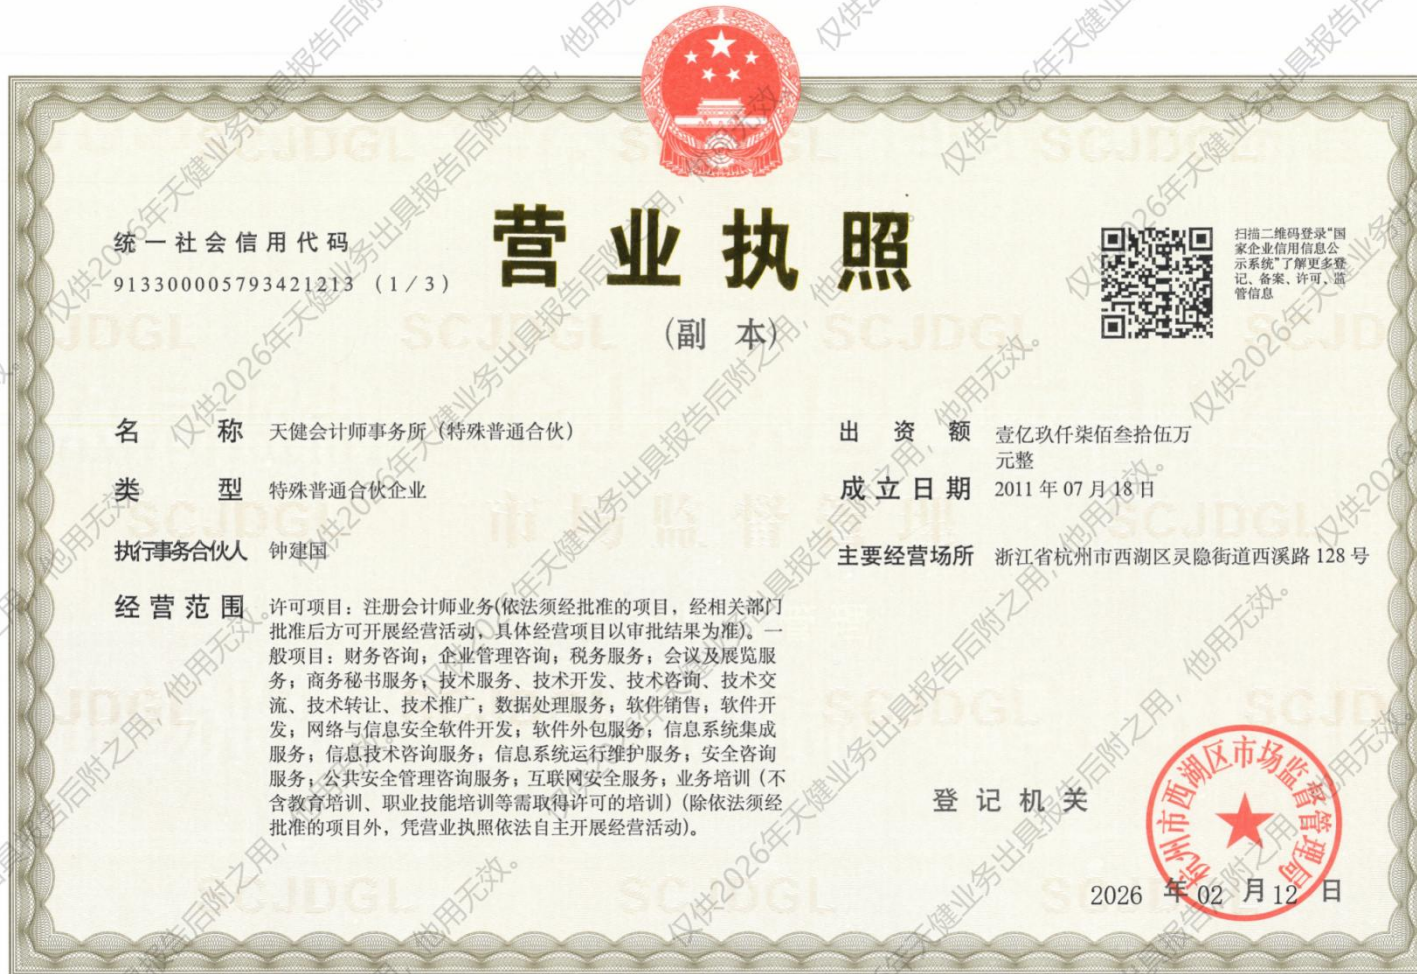 营业执照
(副 本)
统一社会信用代码
913300005793421213 (1/3)
扫描二维码登录“国
家企业信用信息公
示系统”了解更多登
记、备案、许可、监
管信息
名 称 天健会计师事务所（特殊普通合伙）
类 型 特殊普通合伙企业
执行事务合伙人 钟建国
经营范围 许可项目：注册会计师业务(依法须经批准的项目，经相关部门
批准后方可开展经营活动，具体经营项目以审批结果为准)。一
般项目：财务咨询；企业管理咨询；税务服务；会议及展览服
务；商务秘书服务；技术服务、技术开发、技术咨询、技术交
流、技术转让、技术推广；数据处理服务；软件销售；软件开
发；网络与信息安全软件开发；软件外包服务；信息系统集成
服务；信息技术咨询服务；信息系统运行维护服务；安全咨询
服务；公共安全管理咨询服务；互联网安全服务；业务培训（不
含教育培训、职业技能培训等需取得许可的培训）(除依法须经
批准的项目外，凭营业执照依法自主开展经营活动)。
出 资 额 壹亿玖仟柒佰叁拾伍万
元整
成立日期 2011 年 07 月 18 日
主要经营场所 浙江省杭州市西湖区灵隐街道西溪路 128 号
登记机关
杭州市西湖区市场监督管理局
2026 年 02 月 12 日
仅供2026年天健业务出具报告后附之用，他用无效。
SCJDGL
市场监督管理